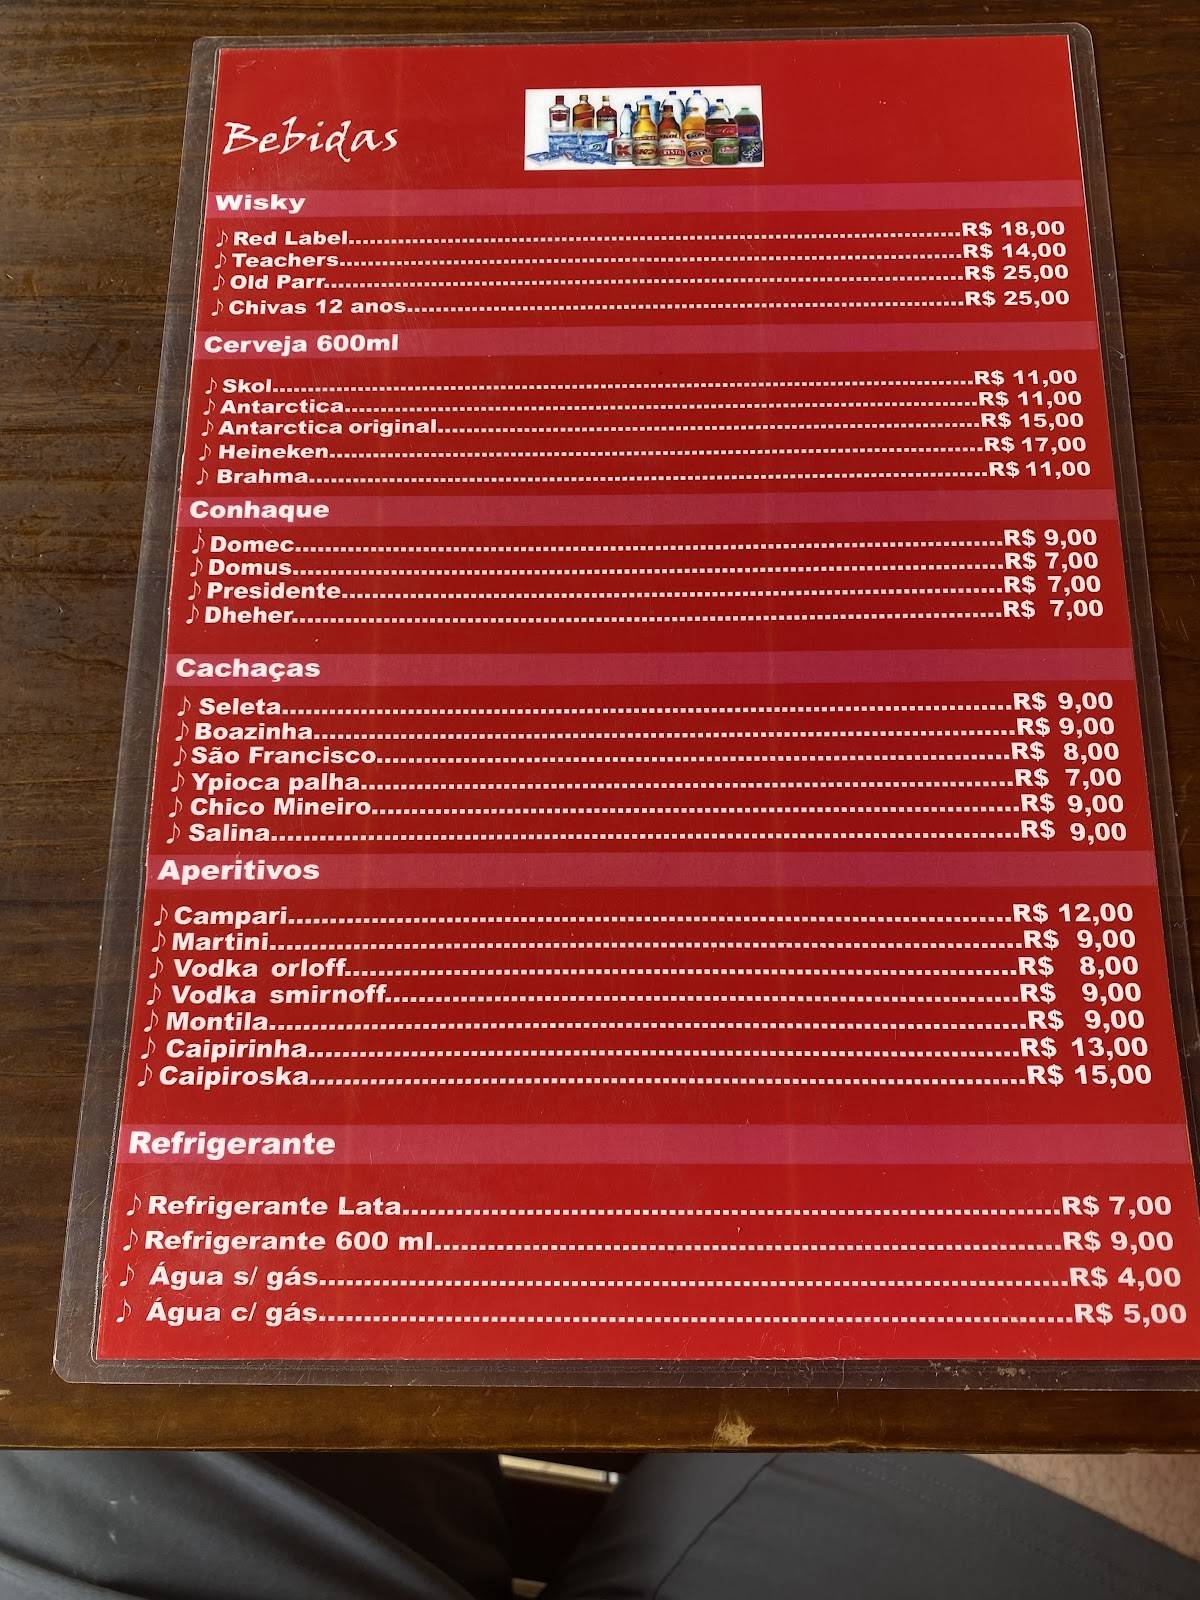 Bebidas
Wisky
Red Label R$ 18,00
Teachers R$ 14,00
Old Parr R$ 25,00
Chivas 12 anos R$ 25,00
Cerveja 600ml
Skol R$ 11,00
Antarctica R$ 11,00
Antarctica original R$ 15,00
Heineken R$ 17,00
Brahma R$ 11,00
Conhaque
Domec R$ 9,00
Domus R$ 7,00
Presidente R$ 7,00
Dheher R$ 7,00
Cachaças
Seleta R$ 9,00
Boazinha R$ 9,00
São Francisco R$ 8,00
Ypioca palha R$ 7,00
Chico Mineiro R$ 9,00
Salina R$ 9,00
Aperitivos
Campari R$ 12,00
Martini R$ 9,00
Vodka orloff R$ 8,00
Vodka smirnoff R$ 9,00
Montila R$ 9,00
Caipirinha R$ 13,00
Caipiroska R$ 15,00
Refrigerante
Refrigerante Lata R$ 7,00
Refrigerante 600 ml R$ 9,00
Água s/ gás R$ 4,00
Água c/ gás R$ 5,00